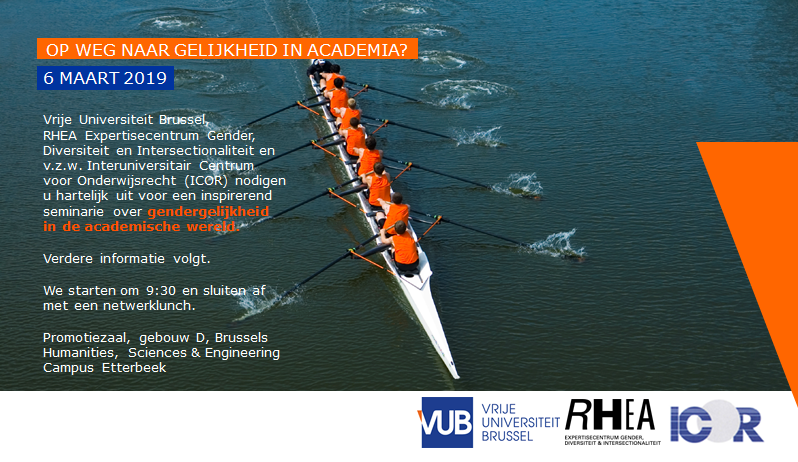 OP WEG NAAR GELIJKHEID IN ACADEMIA?
6 MAART 2019
Vrije Universiteit Brussel,
RHEA Expertisecentrum Gender,
Diversiteit en Intersectionaliteit en
v.z.w. Interuniversitair Centrum
voor Onderwijsrecht (ICOR) nodigen
u hartelijk uit voor een inspirerend
seminarie over gendergelijkheid
in de academische wereld.
Verdere informatie volgt.
We starten om 9:30 en sluiten af
met een netwerklunch.
Promotiezaal, gebouw D, Brussels
Humanities, Sciences & Engineering
Campus Etterbeek
VUB
VRIJE
UNIVERSITEIT
BRUSSEL
RHEA
EXPERTISECENTRUM GENDER,
DIVERSITEIT & INTERSECTIONALITEIT
ICOR